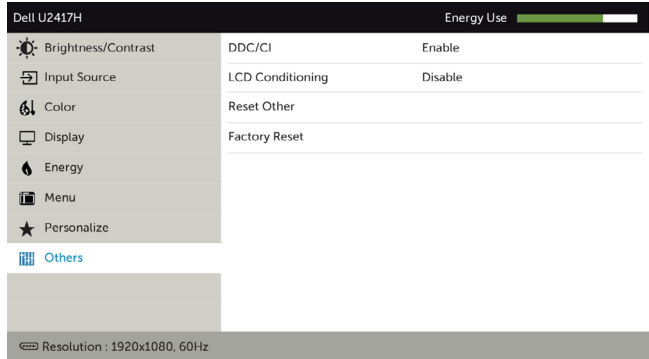 Dell U2417H
Energy Use
Brightness/Contrast
DDC/CI Enable
Input Source
LCD Conditioning Disable
Color
Reset Other
Display
Factory Reset
Energy
Menu
Personalize
Others
Resolution : 1920x1080, 60Hz